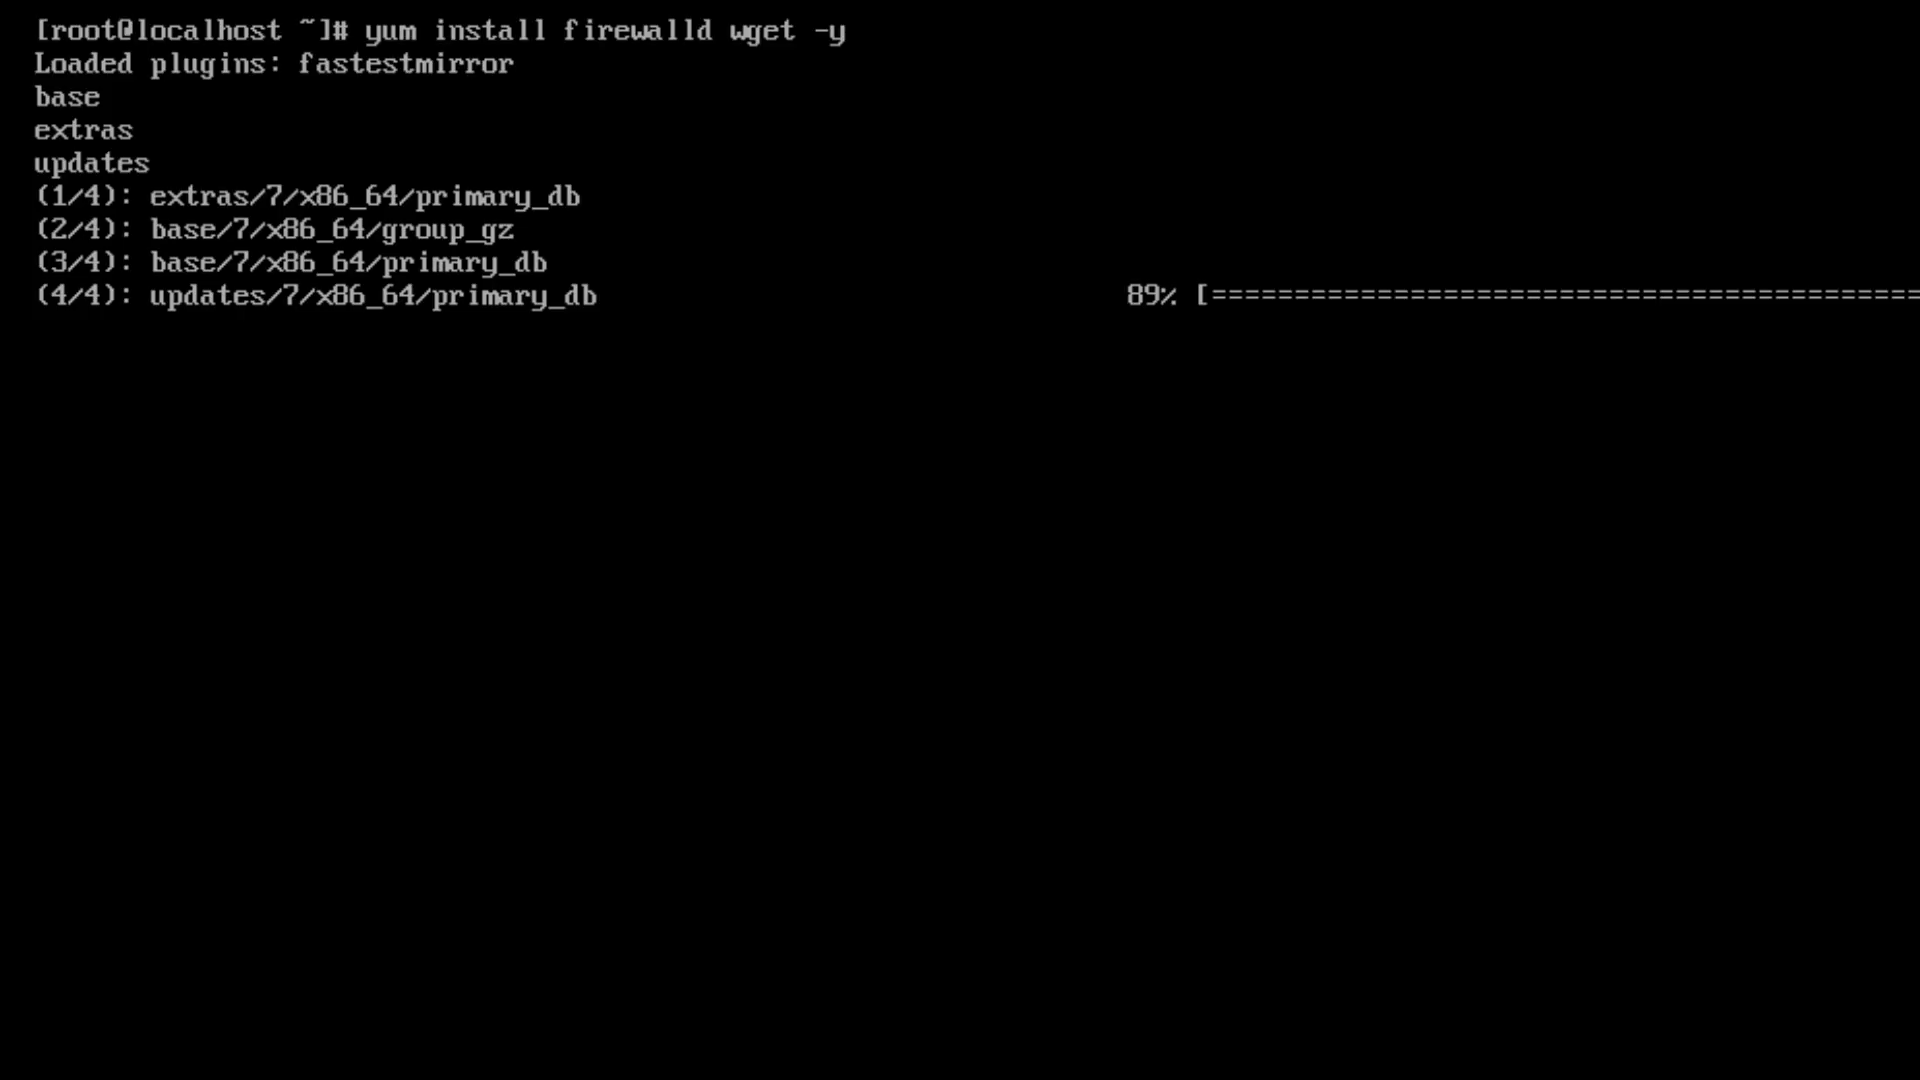 [root@localhost ~]# yum install firewalld wget -y
Loaded plugins: fastestmirror
base
extras
updates
(1/4): extras/7/x86_64/primary_db
(2/4): base/7/x86_64/group_gz
(3/4): base/7/x86_64/primary_db
(4/4): updates/7/x86_64/primary_db 89% [===========================================